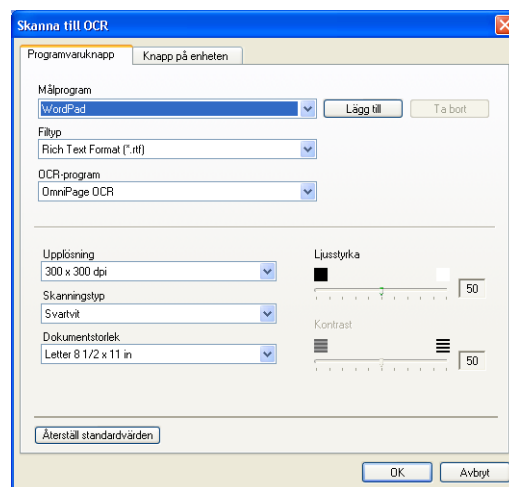 Skanna till OCR
Programvaruknapp Knapp på enheten
Målprogram
WordPad Lägg till Ta bort
Filtyp
Rich Text Format (*.rtf)
OCR-program
OmniPage OCR
Upplösning Ljusstyrka
300 x 300 dpi
50
Skanningstyp
Svartvit
Kontrast
Dokumentstorlek
Letter 8 1/2 x 11 in
50
Återställ standardvärden
OK Avbryt